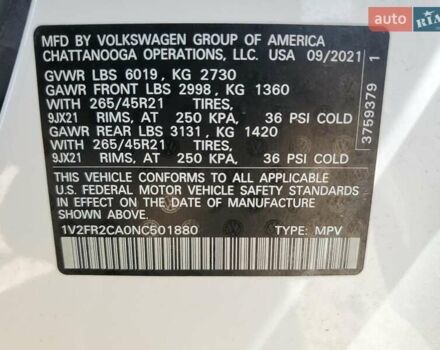 AUTO
RIA
MFD BY VOLKSWAGEN GROUP OF AMERICA
CHATTANOOGA OPERATIONS, LLC. USA 09/2021
GVWR LBS 6019, KG 2730
GAWR FRONT LBS 2998, KG 1360
WITH 265/45R21 TIRES,
9JX21 RIMS, AT 250 KPA, 36 PSI COLD
GAWR REAR LBS 3131, KG 1420
WITH 265/45R21 TIRES,
9JX21 RIMS, AT 250 KPA, 36 PSI COLD
THIS VEHICLE CONFORMS TO ALL APPLICABLE
U.S. FEDERAL MOTOR VEHICLE SAFETY STANDARDS
IN EFFECT ON THE DATE OF MANUFACTURE
SHOWN ABOVE.
1V2FR2CA0NC501880 TYPE: MPV
3759379 1